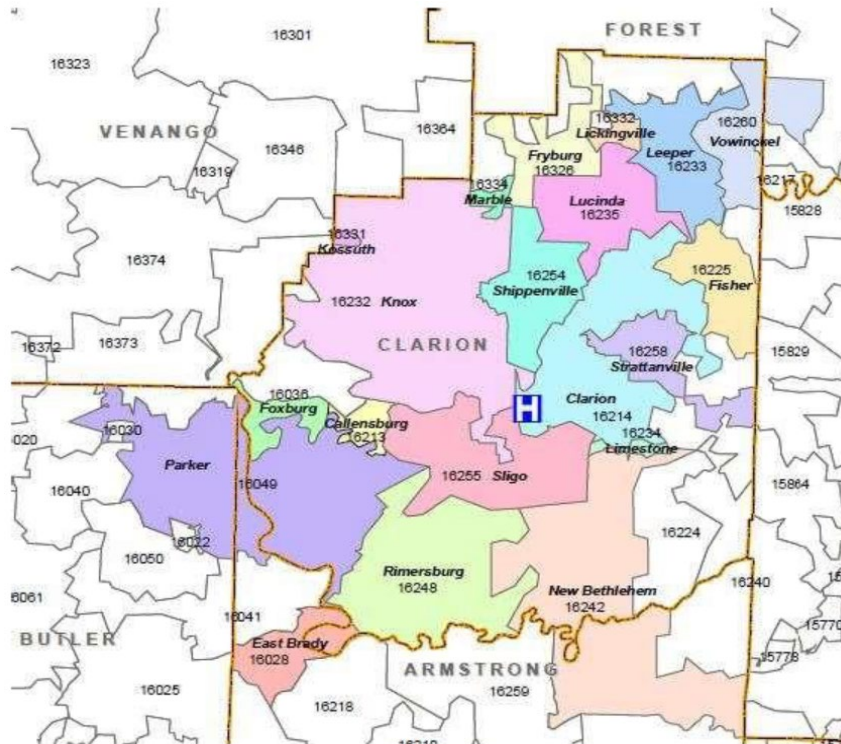 FOREST
16301
16323
VENANGO
16364
16346
16319
16332
Lickingville
16260
Vowinckel
Leeper
16233
Fryburg
16326
16217
16334
Marble
Lucinda
16235
15828
16331
Kossuth
16374
16254
Shippenville
16225
Fisher
16232
Knox
CLARION
16372
16373
16258
Strattanville
15829
16036
Foxburg
Callensburg
16213
H
Clarion
16214
16234
Limestone
16030
Parker
16049
16255
Sligo
16040
15864
16022
16050
16224
Rimersburg
16248
New Bethlehem
16242
16240
16041
BUTLER
East Brady
16028
15770
15778
ARMSTRONG
16025
16259
16218